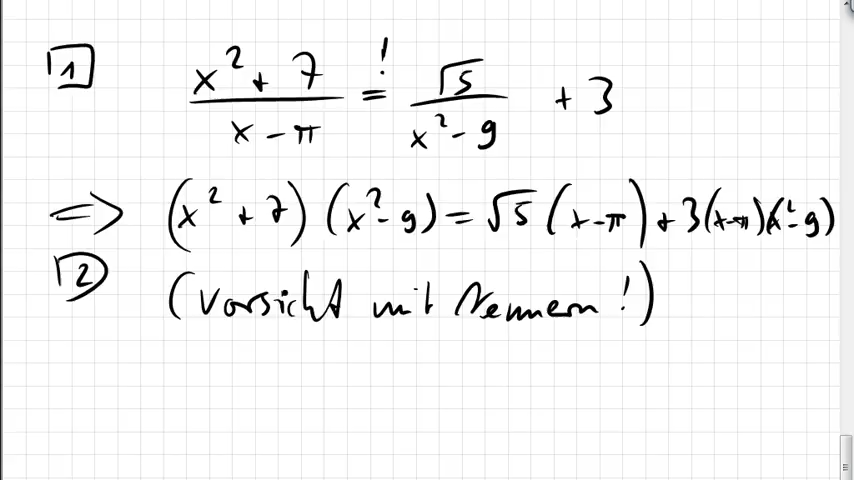 1 (x² + 7)/(x - π) =! √5/(x² - 9) + 3
⟹ (x² + 7)(x² - 9) = √5(x - π) + 3(x - π)(x² - 9)
2 (Vorsicht mit Nennern!)